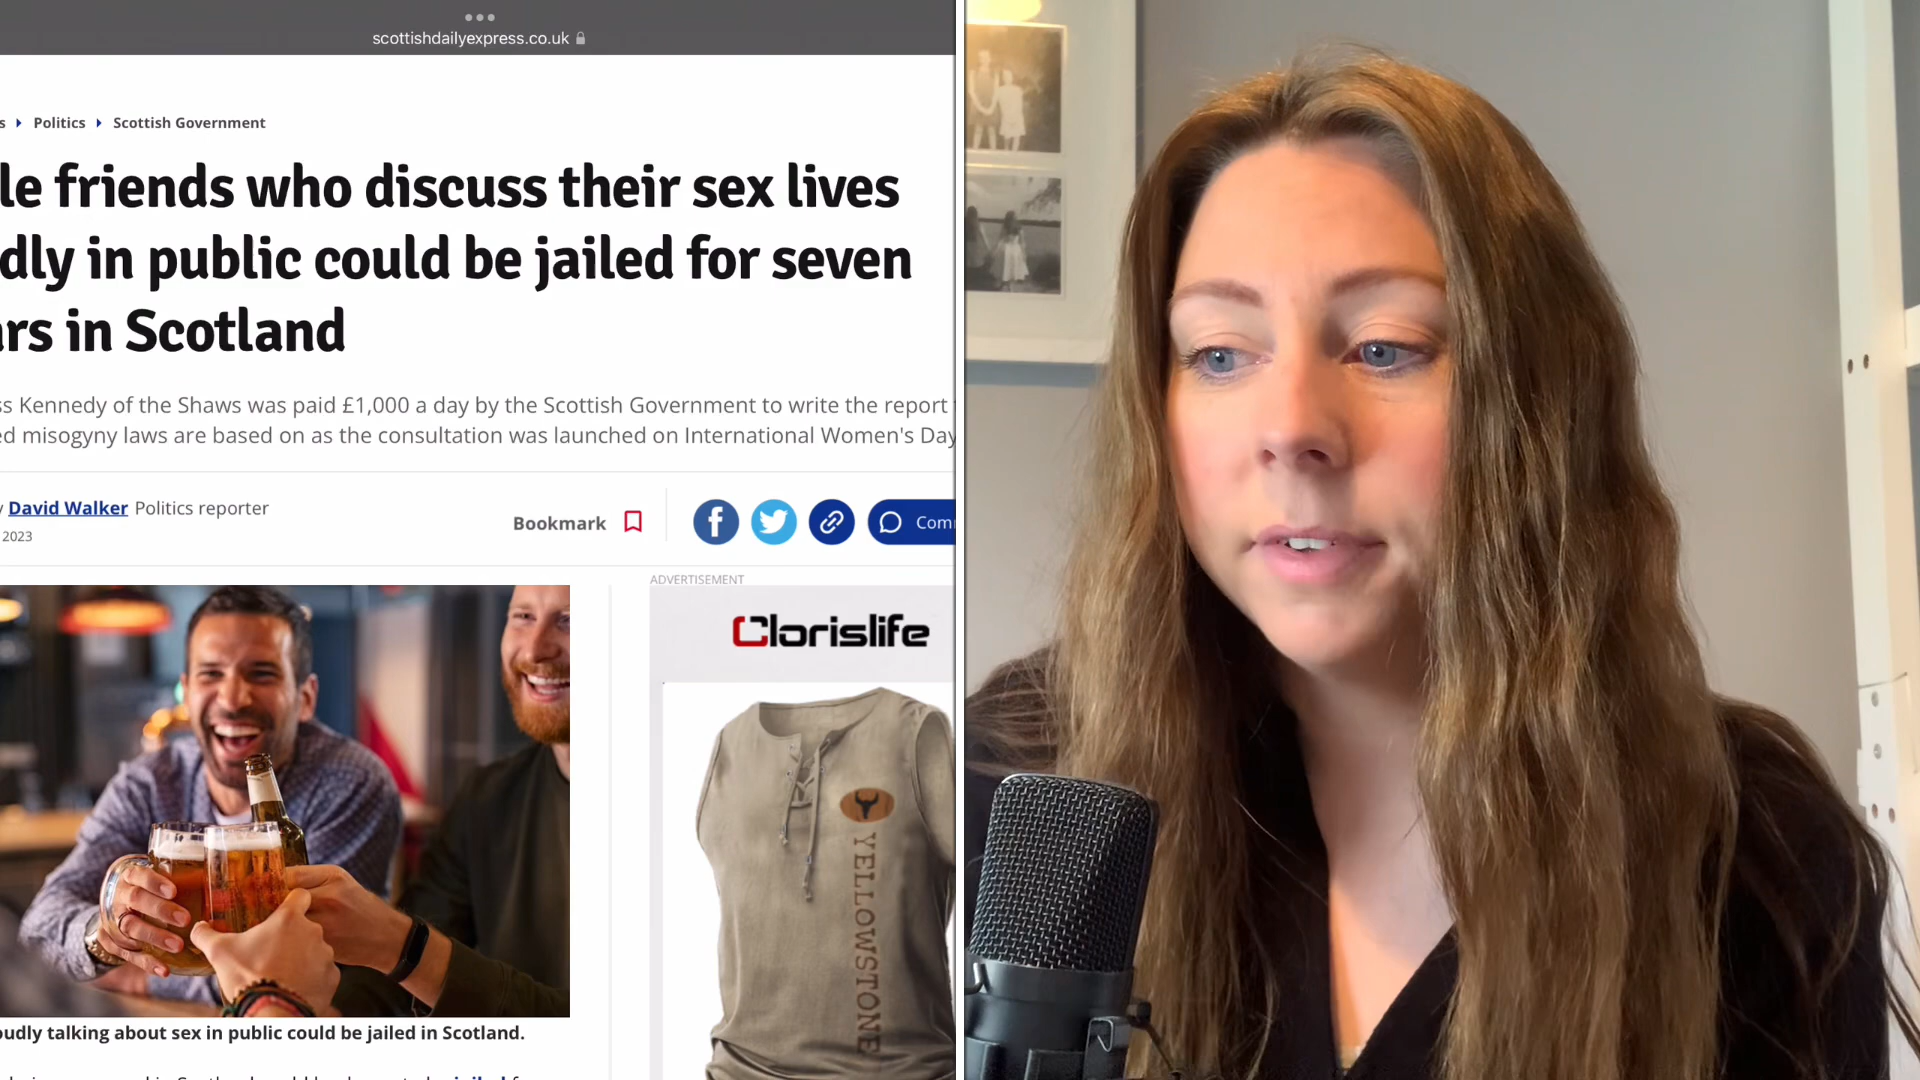 scottishdailyexpress.co.uk
Politics Scottish Government
le friends who discuss their sex lives
dly in public could be jailed for seven
rs in Scotland
ss Kennedy of the Shaws was paid £1,000 a day by the Scottish Government to write the report
ed misogyny laws are based on as the consultation was launched on International Women's Day
y David Walker Politics reporter
2023
Bookmark
Com
ADVERTISEMENT
Clorislife
YELLOWSTONE
oudly talking about sex in public could be jailed in Scotland.